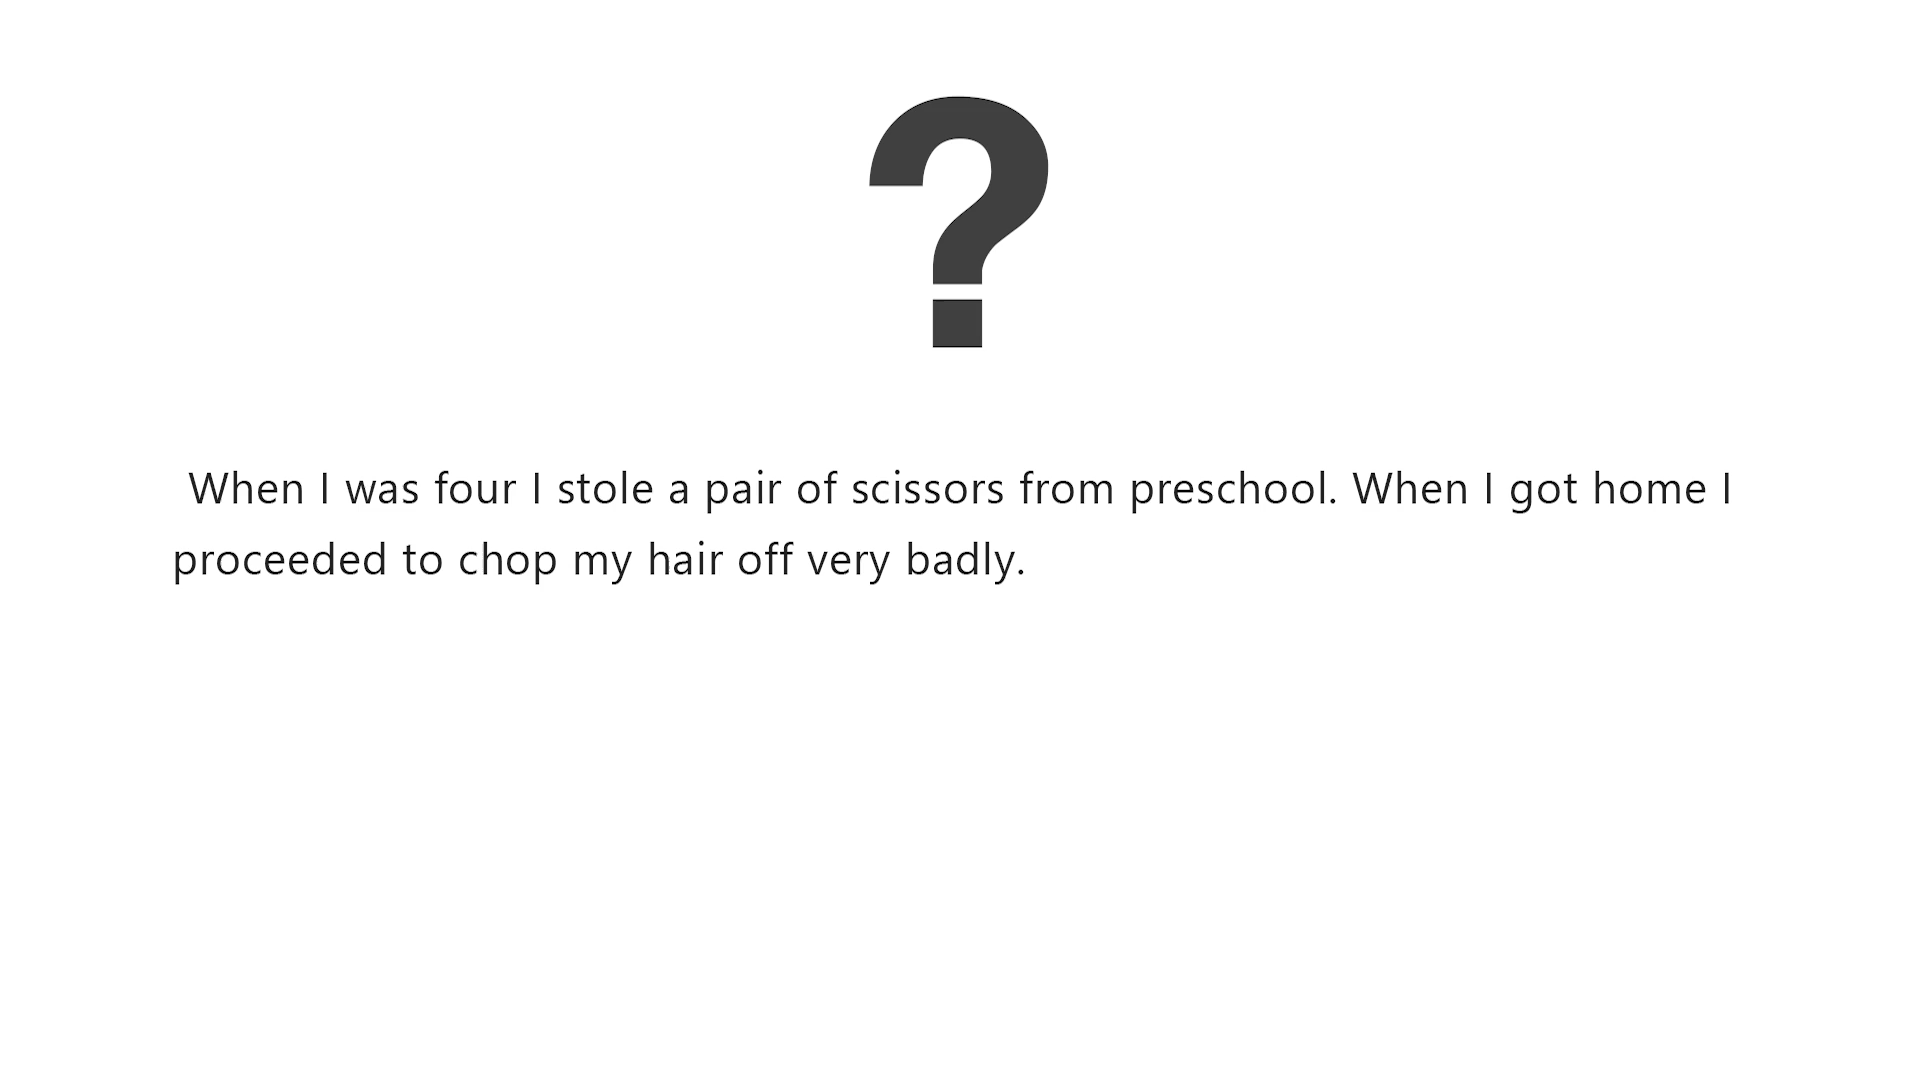 ?
When I was four I stole a pair of scissors from preschool. When I got home I
proceeded to chop my hair off very badly.